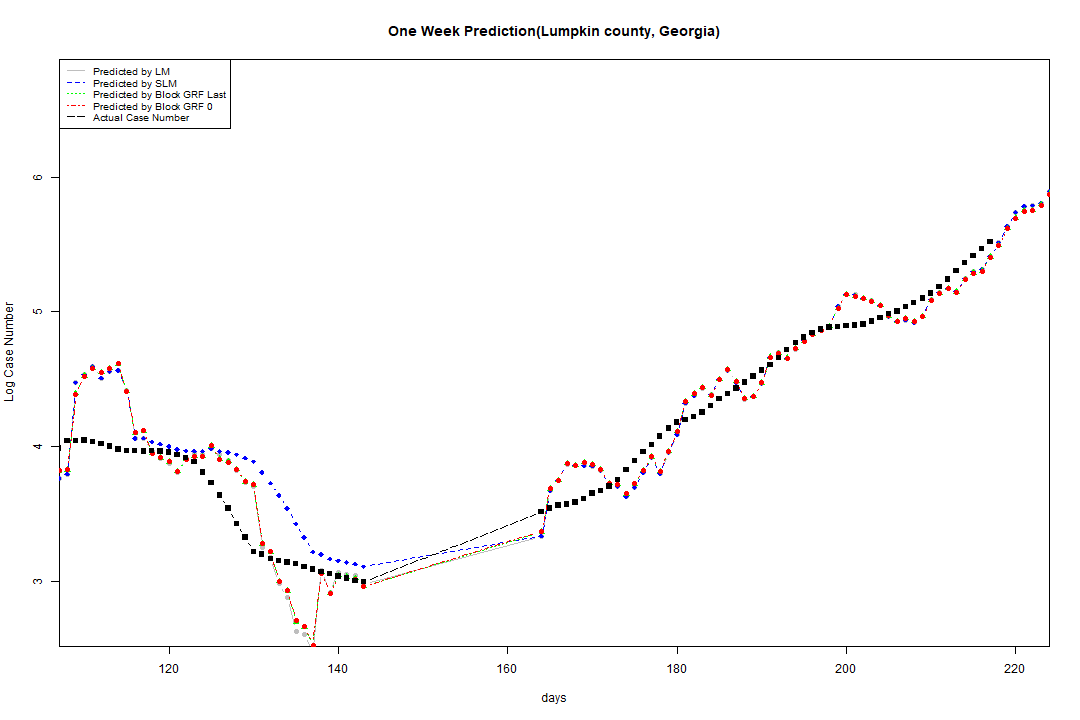 One Week Prediction(Lumpkin county, Georgia)
Predicted by LM
Predicted by SLM
Predicted by Block GRF Last
Predicted by Block GRF 0
Actual Case Number
6
5
4
3
Log Case Number
120 140 160 180 200 220
days